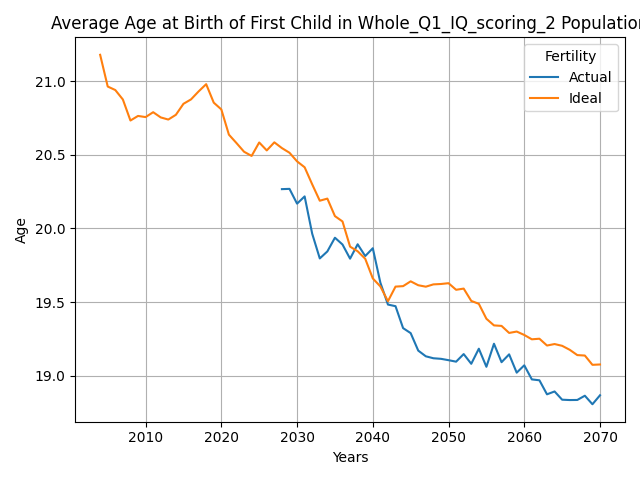 Average Age at Birth of First Child in Whole_Q1_IQ_scoring_2 Population
Fertility
Actual
Ideal
21.0
20.5
20.0
19.5
19.0
Age
2010 2020 2030 2040 2050 2060 2070
Years